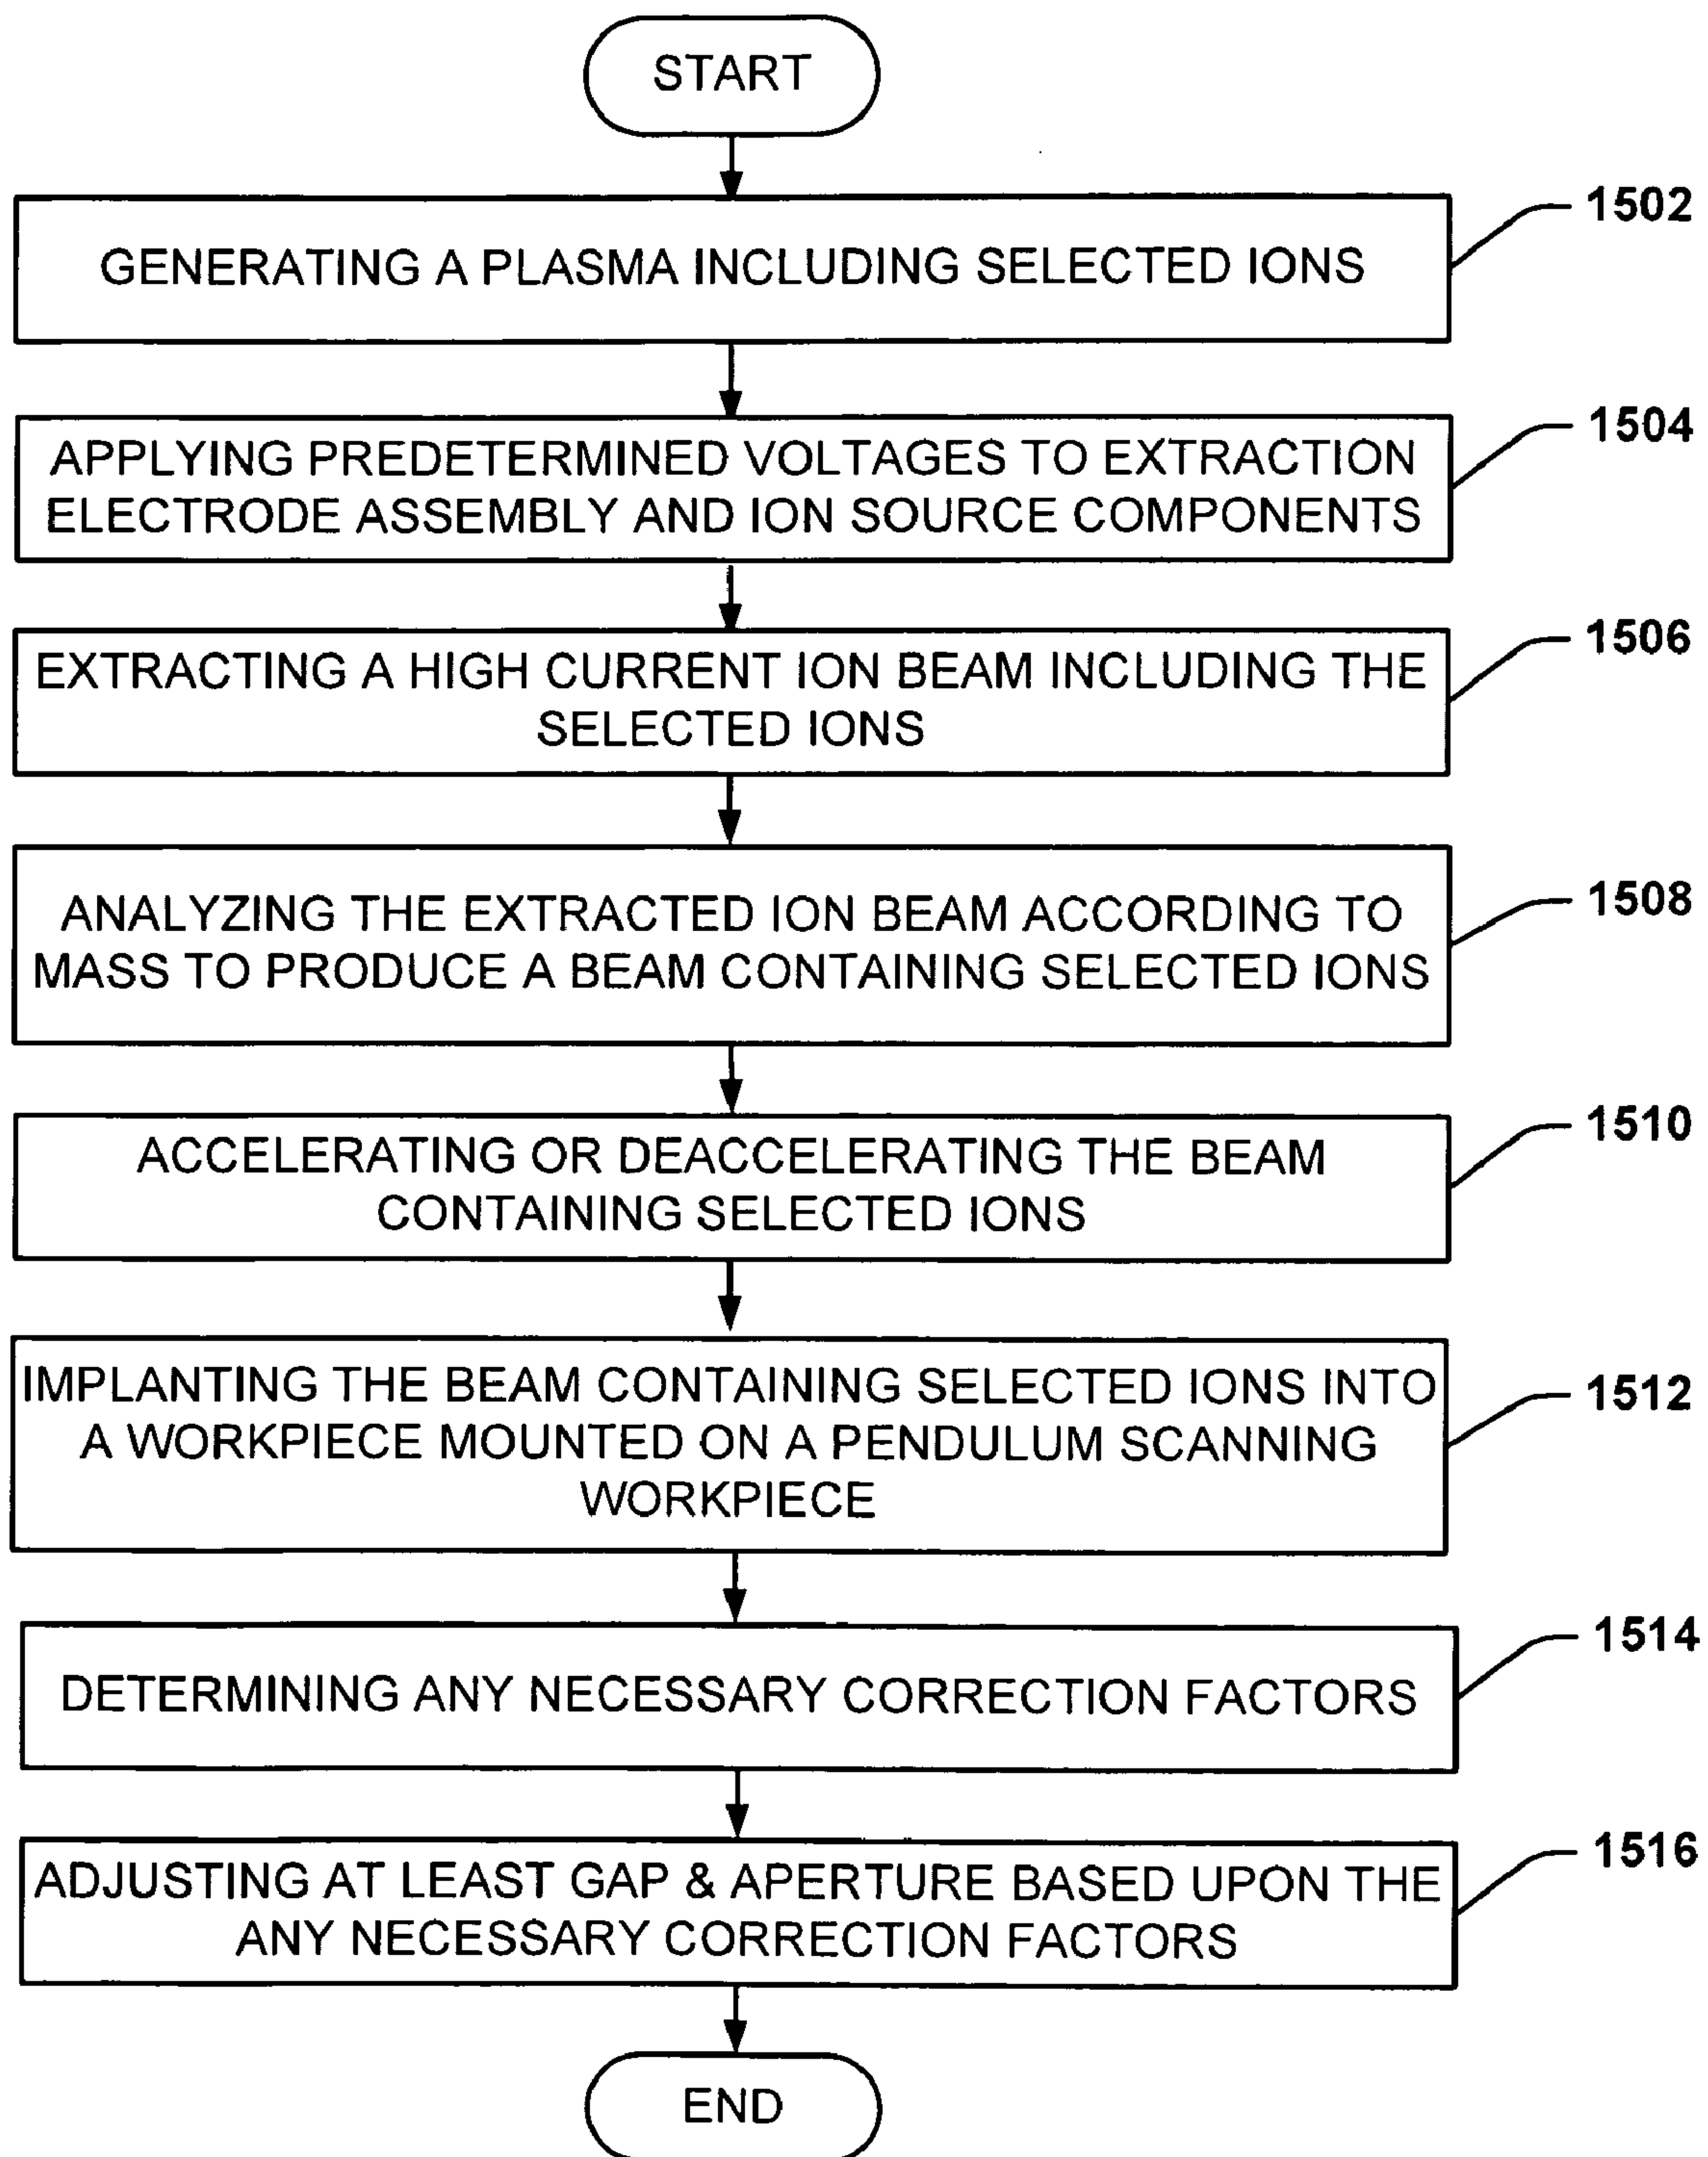 START
1502
GENERATING A PLASMA INCLUDING SELECTED IONS
1504
APPLYING PREDETERMINED VOLTAGES TO EXTRACTION
ELECTRODE ASSEMBLY AND ION SOURCE COMPONENTS
1506
EXTRACTING A HIGH CURRENT ION BEAM INCLUDING THE
SELECTED IONS
1508
ANALYZING THE EXTRACTED ION BEAM ACCORDING TO
MASS TO PRODUCE A BEAM CONTAINING SELECTED IONS
1510
ACCELERATING OR DEACCELERATING THE BEAM
CONTAINING SELECTED IONS
1512
IMPLANTING THE BEAM CONTAINING SELECTED IONS INTO
A WORKPIECE MOUNTED ON A PENDULUM SCANNING
WORKPIECE
1514
DETERMINING ANY NECESSARY CORRECTION FACTORS
1516
ADJUSTING AT LEAST GAP & APERTURE BASED UPON THE
ANY NECESSARY CORRECTION FACTORS
END